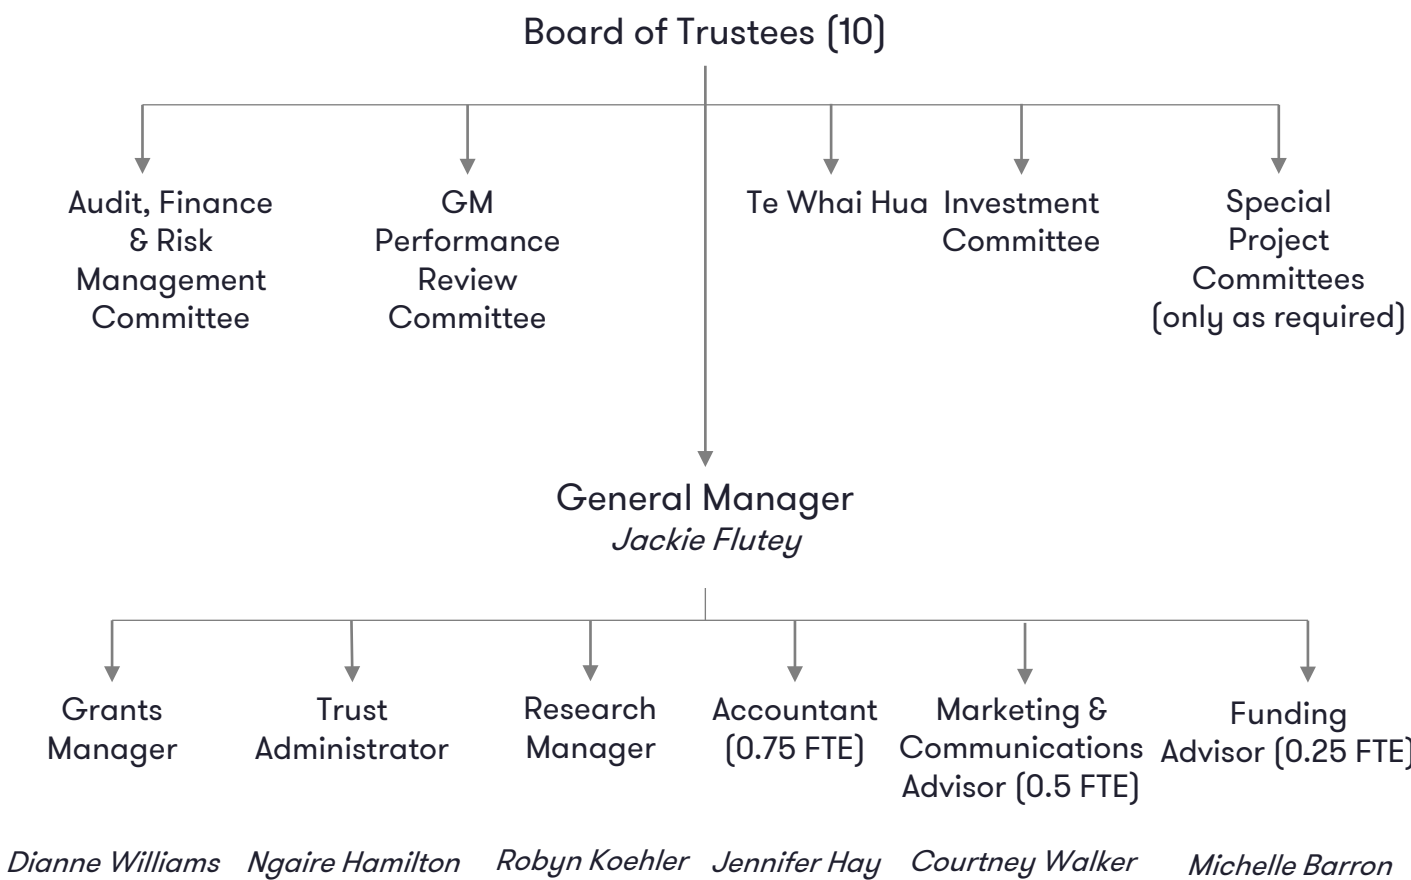 Board of Trustees (10)
Audit, Finance
& Risk
Management
Committee
GM
Performance
Review
Committee
Te Whai Hua
Investment
Committee
Special
Project
Committees
(only as required)
General Manager
Jackie Flutey
Grants
Manager
Dianne Williams
Trust
Administrator
Ngaire Hamilton
Research
Manager
Robyn Koehler
Accountant
(0.75 FTE)
Jennifer Hay
Marketing &
Communications
Advisor (0.5 FTE)
Courtney Walker
Funding
Advisor (0.25 FTE)
Michelle Barron